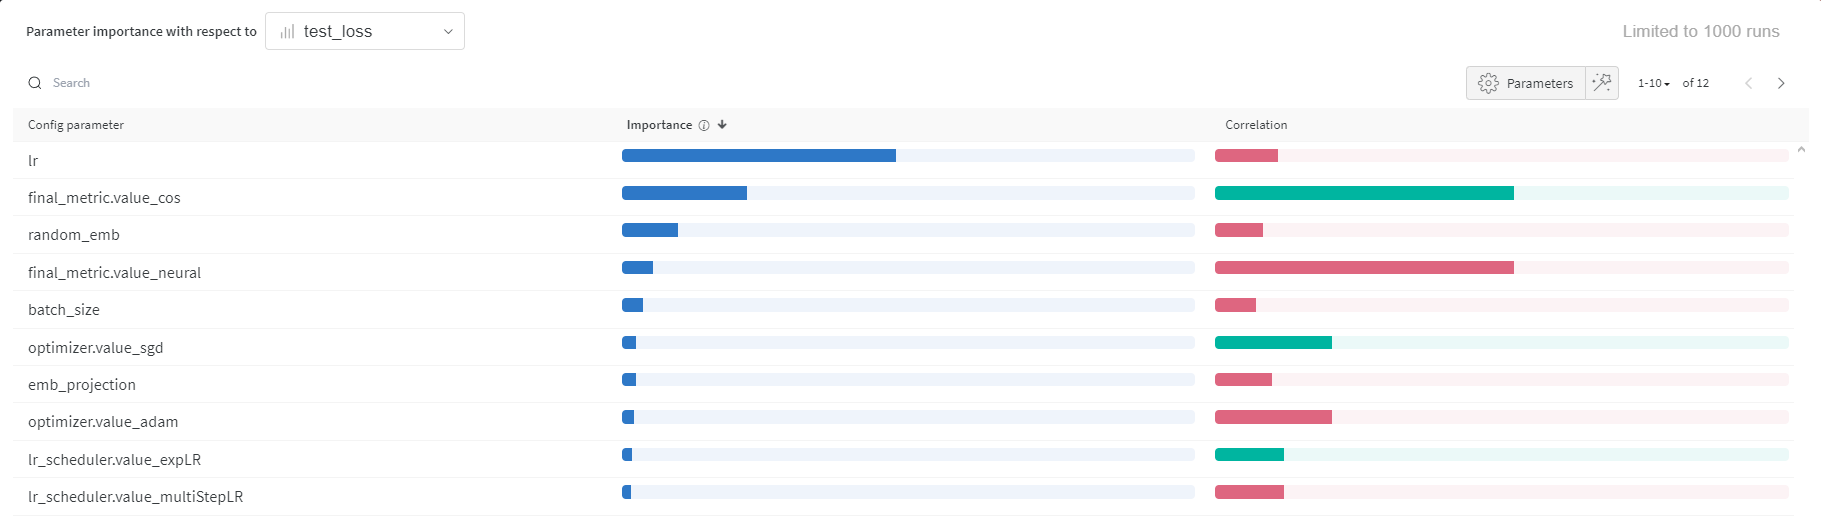 Parameter importance with respect to test_loss Limited to 1000 runs
Search Parameters 1-10 of 12
Config parameter Importance Correlation
lr
final_metric.value_cos
random_emb
final_metric.value_neural
batch_size
optimizer.value_sgd
emb_projection
optimizer.value_adam
lr_scheduler.value_expLR
lr_scheduler.value_multiStepLR